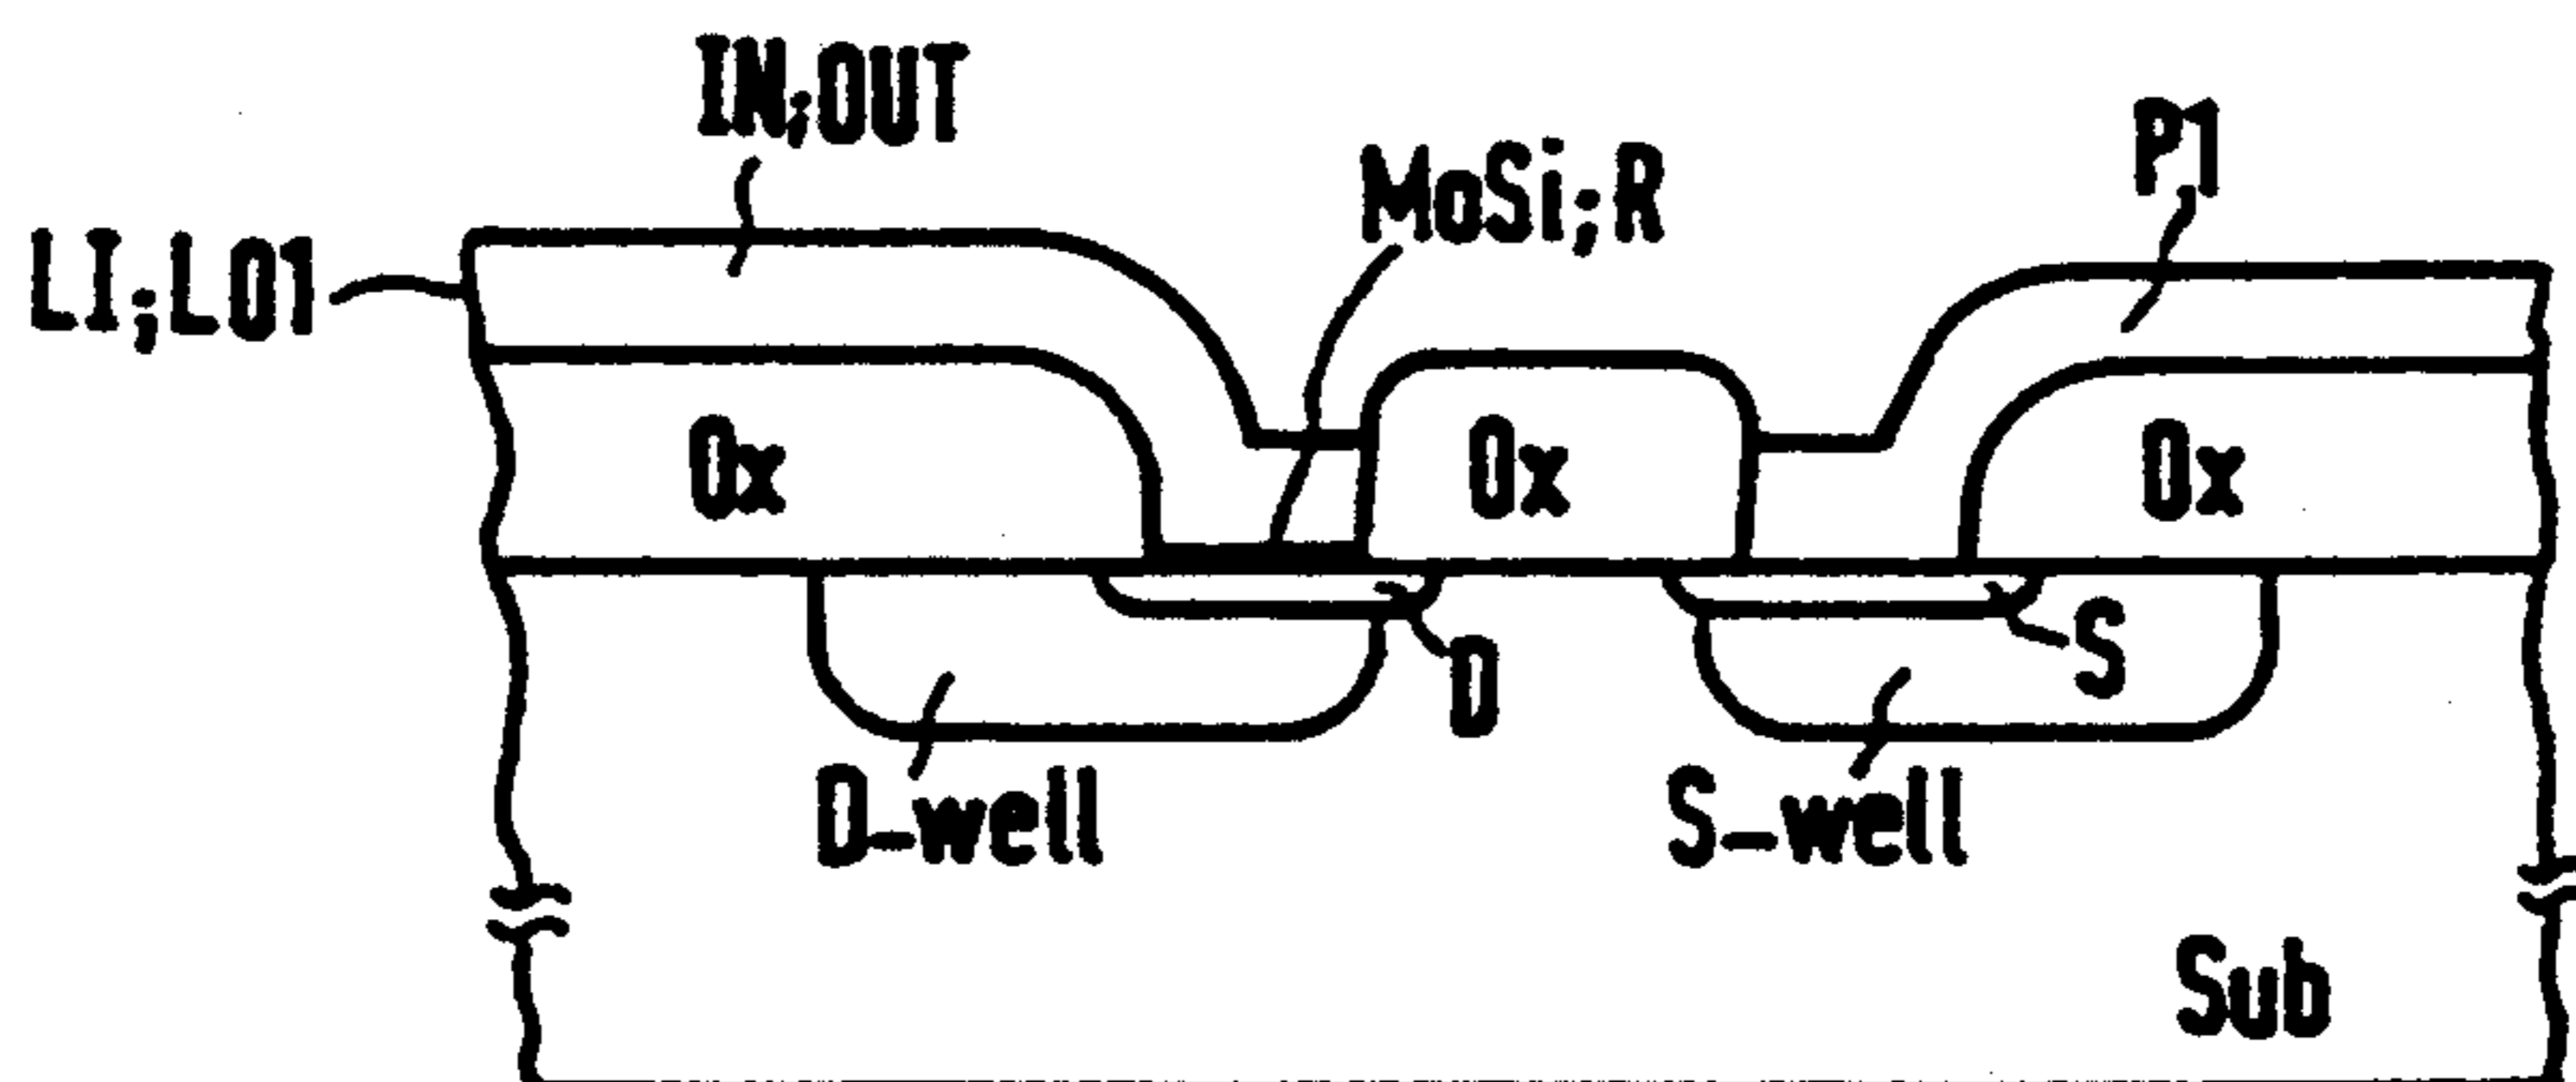 IN;OUT
P1
MoSi;R
LI;LO1
Ox
Ox
Ox
D
S
D-well
S-well
Sub